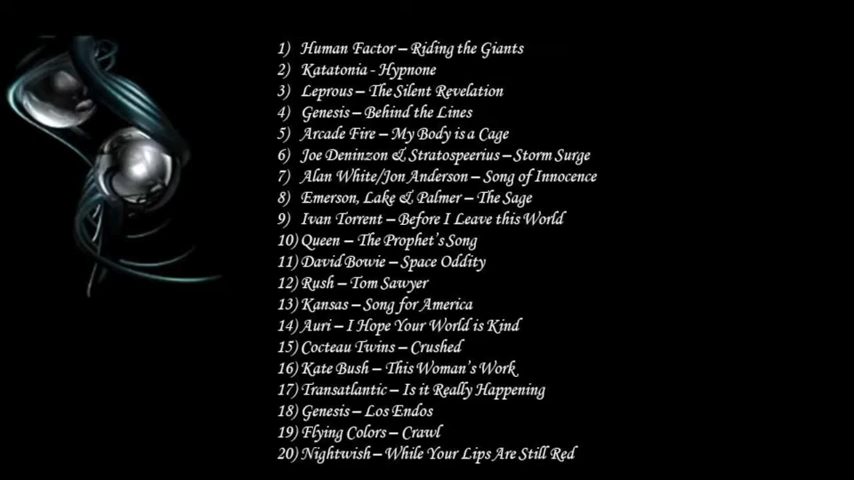 1) Human Factor – Riding the Giants
2) Katatonia - Hypnone
3) Leprous – The Silent Revelation
4) Genesis – Behind the Lines
5) Arcade Fire – My Body is a Cage
6) Joe Deninzon & Stratospeerius – Storm Surge
7) Alan White/Jon Anderson – Song of Innocence
8) Emerson, Lake & Palmer – The Sage
9) Ivan Torrent – Before I Leave this World
10) Queen – The Prophet's Song
11) David Bowie – Space Oddity
12) Rush – Tom Sawyer
13) Kansas – Song for America
14) Auri – I Hope Your World is Kind
15) Cocteau Twins – Crushed
16) Kate Bush – This Woman's Work
17) Transatlantic – Is it Really Happening
18) Genesis – Los Endos
19) Flying Colors – Crawl
20) Nightwish – While Your Lips Are Still Red